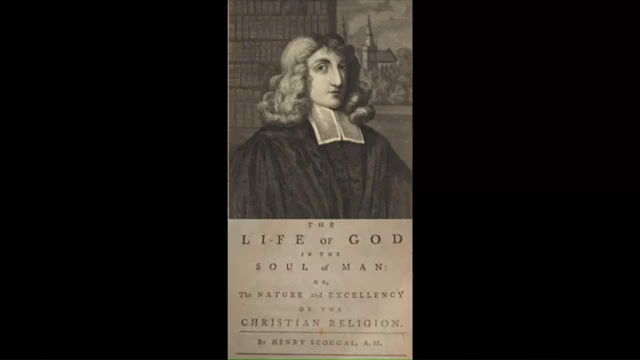 THE
LIFE OF GOD
IN THE
SOUL of MAN:
OR,
The NATURE and EXCELLENCY
OF THE
CHRISTIAN RELIGION.
By HENRY SCOUGAL, A. M.